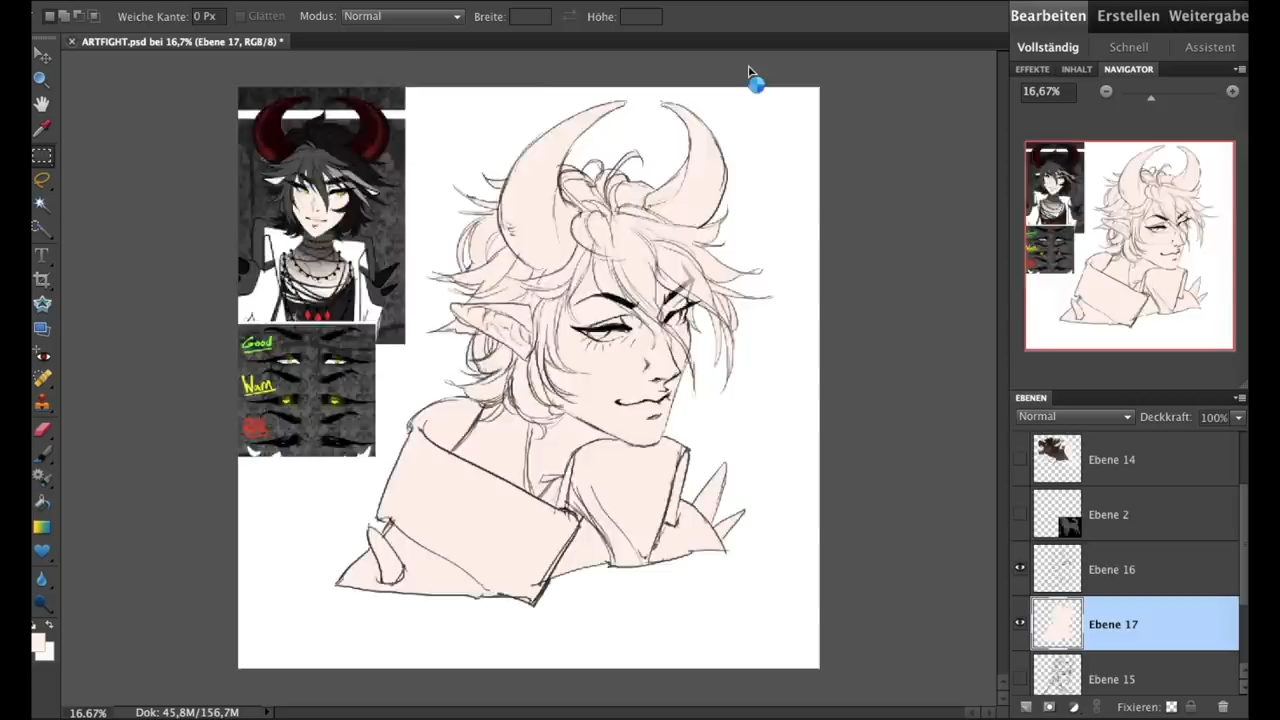 Weiche Kante: 0 Px Glätten Modus: Normal Breite: Höhe:
Bearbeiten Erstellen Weitergabe
ARTFIGHT.psd bei 16,7% (Ebene 17, RGB/8) *
Vollständig Schnell Assistent
EFFEKTE INHALT NAVIGATOR
16,67%
Good
Warn
EBENEN
Normal Deckkraft: 100%
Ebene 14
Ebene 2
Ebene 16
Ebene 17
Ebene 15
Fixieren:
16.67% Dok: 45,8M/156,7M